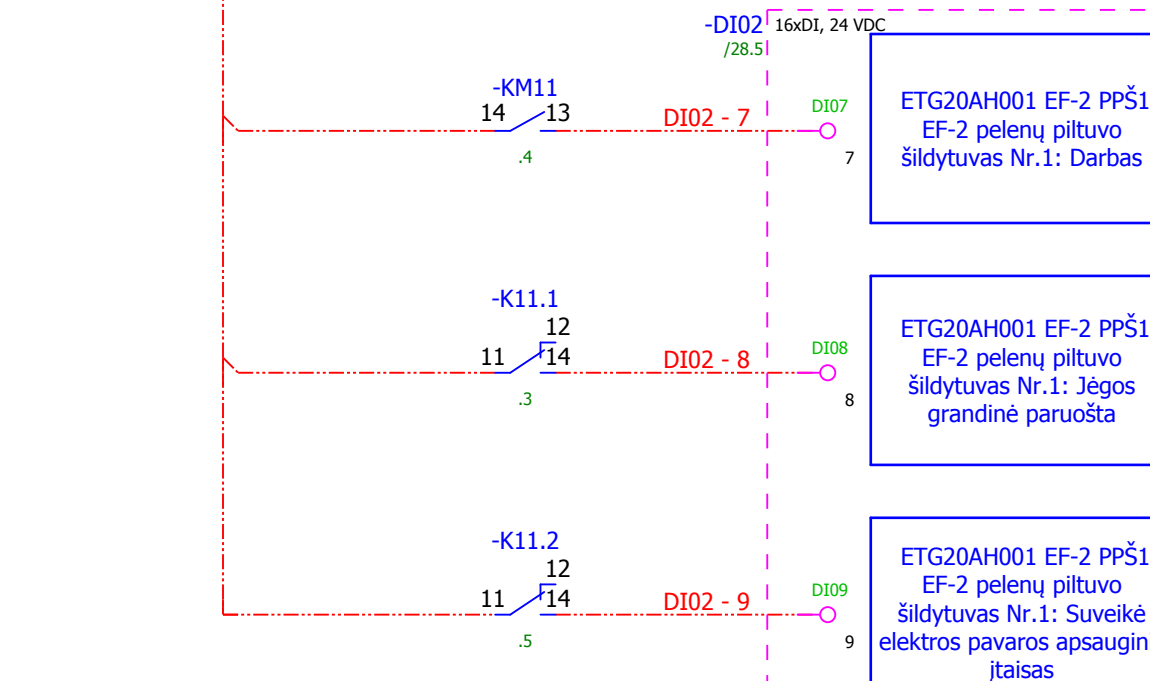 -DI02
16xDI, 24 VDC
/28.5
-KM11
14
13
.4
DI02 - 7
DI07
7
ETG20AH001 EF-2 PPŠ1
EF-2 pelenų piltuvo
šildytuvas Nr.1: Darbas
-K11.1
12
11
14
.3
DI02 - 8
DI08
8
ETG20AH001 EF-2 PPŠ1
EF-2 pelenų piltuvo
šildytuvas Nr.1: Jėgos
grandinė paruošta
-K11.2
12
11
14
.5
DI02 - 9
DI09
9
ETG20AH001 EF-2 PPŠ1
EF-2 pelenų piltuvo
šildytuvas Nr.1: Suveikė
elektros pavaros apsaugin
įtaisas